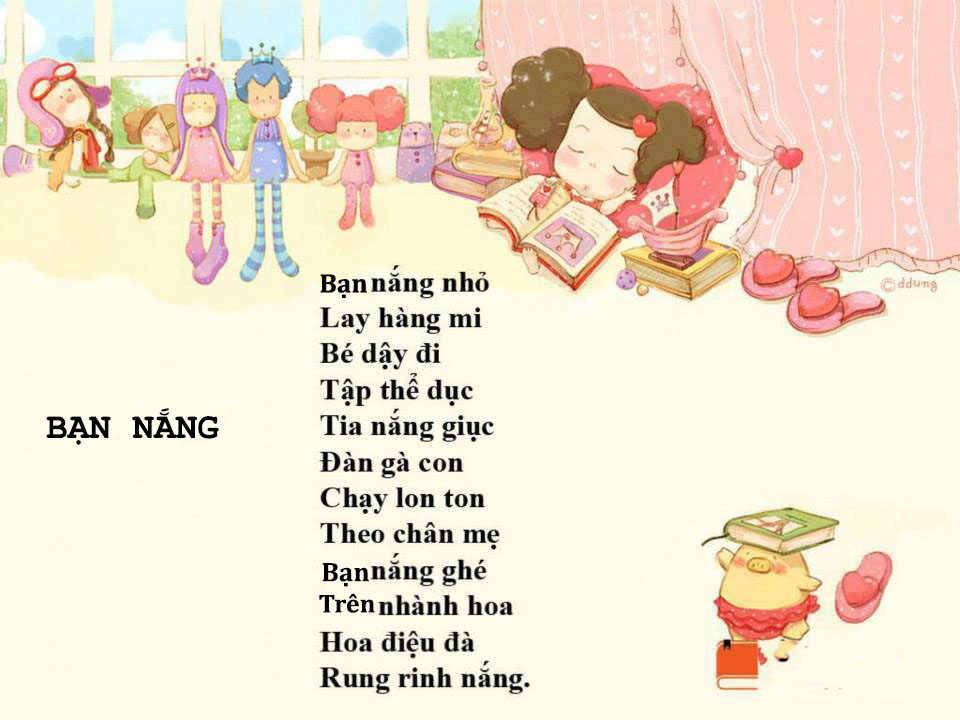 BẠN NẮNG
Bạn nắng nhỏ
Lay hàng mi
Bé dậy đi
Tập thể dục
Tia nắng giục
Đàn gà con
Chạy lon ton
Theo chân mẹ
Bạn nắng ghé
Trên nhành hoa
Hoa điệu đà
Rung rinh nắng.
©ddung